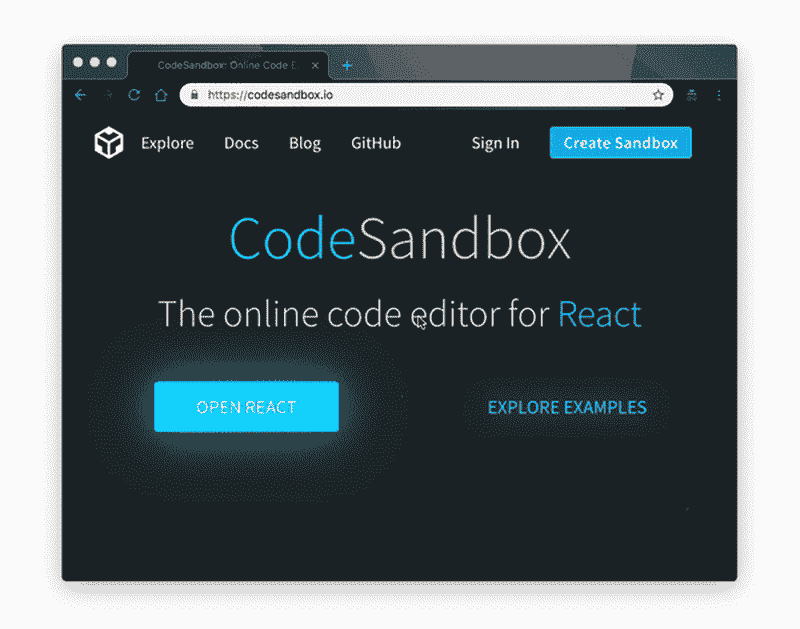 CodeSandbox: Online Code E
https://codesandbox.io
Explore Docs Blog GitHub Sign In Create Sandbox
CodeSandbox
The online code editor for React
OPEN REACT EXPLORE EXAMPLES